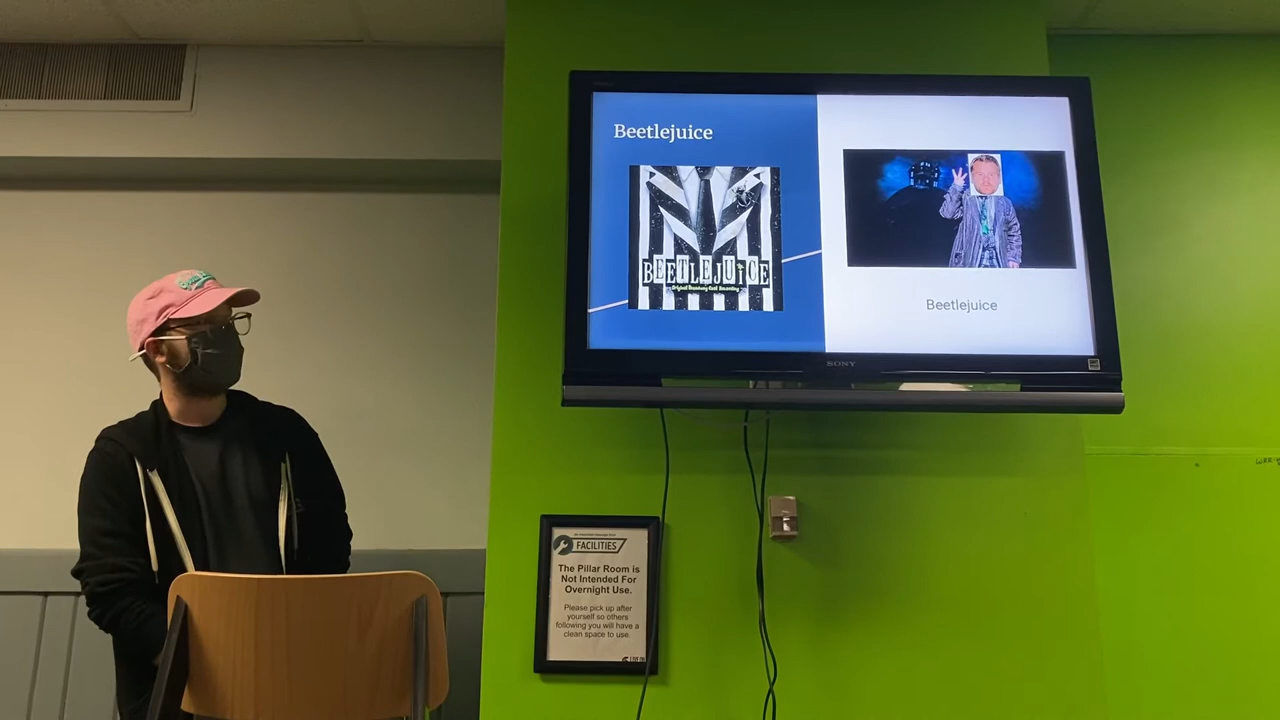 Beetlejuice
BEETLEJUICE
Original Broadway Cast Recording
Beetlejuice
SONY
FACILITIES
The Pillar Room is
Not Intended For
Overnight Use.
Please pick up after
yourself so others
following you will have a
clean space to use.